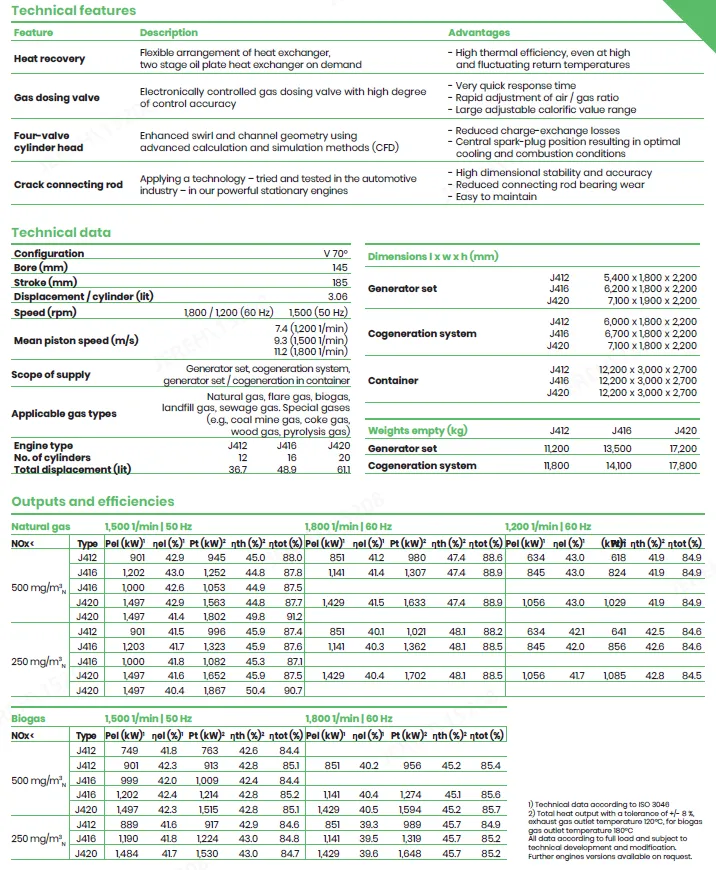 Technical features
Feature Description Advantages
Heat recovery Flexible arrangement of heat exchanger, two stage oil plate heat exchanger on demand - High thermal efficiency, even at high and fluctuating return temperatures
Gas dosing valve Electronically controlled gas dosing valve with high degree of control accuracy - Very quick response time
- Rapid adjustment of air / gas ratio
- Large adjustable calorific value range
Four-valve cylinder head Enhanced swirl and channel geometry using advanced calculation and simulation methods (CFD) - Reduced charge-exchange losses
- Central spark-plug position resulting in optimal cooling and combustion conditions
Crack connecting rod Applying a technology – tried and tested in the automotive industry – in our powerful stationary engines - High dimensional stability and accuracy
- Reduced connecting rod bearing wear
- Easy to maintain
Technical data
Configuration V 70°
Bore (mm) 145
Stroke (mm) 185
Displacement / cylinder (lit) 3.06
Speed (rpm) 1,800 / 1,200 (60 Hz) 1,500 (50 Hz)
Mean piston speed (m/s) 7.4 (1,200 1/min)
9.3 (1,500 1/min)
11.2 (1,800 1/min)
Scope of supply Generator set, cogeneration system,
generator set / cogeneration in container
Applicable gas types Natural gas, flare gas, biogas,
landfill gas, sewage gas. Special gases
(e.g., coal mine gas, coke gas,
wood gas, pyrolysis gas)
Engine type J412 J416 J420
No. of cylinders 12 16 20
Total displacement (lit) 36.7 48.9 61.1
Dimensions l x w x h (mm)
Generator set J412 5,400 x 1,800 x 2,200
J416 6,200 x 1,800 x 2,200
J420 7,100 x 1,900 x 2,200
Cogeneration system J412 6,000 x 1,800 x 2,200
J416 6,700 x 1,800 x 2,200
J420 7,100 x 1,800 x 2,200
Container J412 12,200 x 3,000 x 2,700
J416 12,200 x 3,000 x 2,700
J420 12,200 x 3,000 x 2,700
Weights empty (kg) J412 J416 J420
Generator set 11,200 13,500 17,200
Cogeneration system 11,800 14,100 17,800
Outputs and efficiencies
Natural gas 1,500 1/min | 50 Hz 1,800 1/min | 60 Hz 1,200 1/min | 60 Hz
NOx< Type Pel (kW)¹ ηel (%)¹ Pt (kW)² ηth (%)² ηtot (%) Pel (kW)¹ ηel (%)¹ Pt (kW)² ηth (%)² ηtot (%) Pel (kW)¹ ηel (%)¹ Pt (kW)² ηth (%)² ηtot (%)
500 mg/m³N J412 901 42.9 945 45.0 88.0 851 41.2 980 47.4 88.6 634 43.0 618 41.9 84.9
J416 1,202 43.0 1,252 44.8 87.8 1,141 41.4 1,307 47.4 88.9 845 43.0 824 41.9 84.9
J416 1,000 42.6 1,053 44.9 87.5
J420 1,497 42.9 1,563 44.8 87.7 1,429 41.5 1,633 47.4 88.9 1,056 43.0 1,029 41.9 84.9
J420 1,497 41.4 1,802 49.8 91.2
250 mg/m³N J412 901 41.5 996 45.9 87.4 851 40.1 1,021 48.1 88.2 634 42.1 641 42.5 84.6
J416 1,203 41.7 1,323 45.9 87.6 1,141 40.3 1,362 48.1 88.5 845 42.0 856 42.6 84.6
J416 1,000 41.8 1,082 45.3 87.1
J420 1,497 41.6 1,652 45.9 87.5 1,429 40.4 1,702 48.1 88.5 1,056 41.7 1,085 42.8 84.5
J420 1,497 40.4 1,867 50.4 90.7
Biogas 1,500 1/min | 50 Hz 1,800 1/min | 60 Hz
NOx< Type Pel (kW)¹ ηel (%)¹ Pt (kW)² ηth (%)² ηtot (%) Pel (kW)¹ ηel (%)¹ Pt (kW)² ηth (%)² ηtot (%)
500 mg/m³N J412 749 41.8 763 42.6 84.4
J412 901 42.3 913 42.8 85.1 851 40.2 956 45.2 85.4
J416 999 42.0 1,009 42.4 84.4
J416 1,202 42.4 1,214 42.8 85.2 1,141 40.4 1,274 45.1 85.6
J420 1,497 42.3 1,515 42.8 85.1 1,429 40.5 1,594 45.2 85.7
250 mg/m³N J412 889 41.6 917 42.9 84.6 851 39.3 989 45.7 84.9
J416 1,190 41.8 1,224 43.0 84.8 1,141 39.5 1,319 45.7 85.2
J420 1,484 41.7 1,530 43.0 84.7 1,429 39.6 1,648 45.7 85.2
1) Technical data according to ISO 3046
2) Total heat output with a tolerance of +/- 8 %,
exhaust gas outlet temperature 120°C, for biogas
gas outlet temperature 180°C
All data according to full load and subject to
technical development and modification.
Further engines versions available on request.